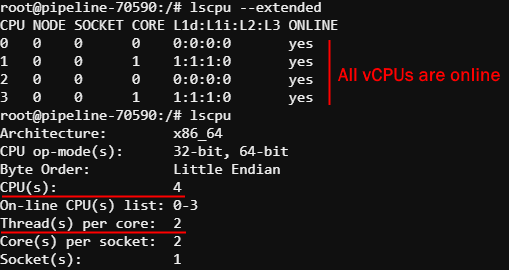 root@pipeline-70590:/# lscpu --extended
CPU NODE SOCKET CORE L1d:L1i:L2:L3 ONLINE
0   0    0      0    0:0:0:0       yes
1   0    0      1    1:1:1:0       yes
2   0    0      0    0:0:0:0       yes
3   0    0      1    1:1:1:0       yes
All vCPUs are online
root@pipeline-70590:/# lscpu
Architecture:        x86_64
CPU op-mode(s):      32-bit, 64-bit
Byte Order:          Little Endian
CPU(s):              4
On-line CPU(s) list: 0-3
Thread(s) per core:  2
Core(s) per socket:  2
Socket(s):           1